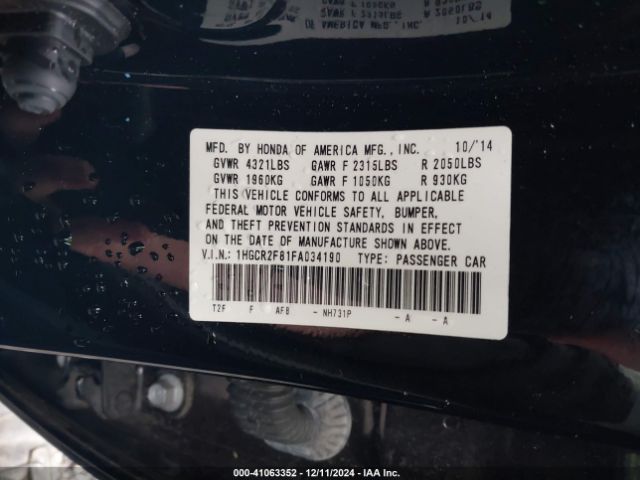 MFD. BY HONDA OF AMERICA MFG., INC. 10/'14
GVWR 4321LBS GAWR F 2315LBS R 2050LBS
GVWR 1960KG GAWR F 1050KG R 930KG
THIS VEHICLE CONFORMS TO ALL APPLICABLE
FEDERAL MOTOR VEHICLE SAFETY, BUMPER,
AND THEFT PREVENTION STANDARDS IN EFFECT
ON THE DATE OF MANUFACTURE SHOWN ABOVE.
V.I.N.: 1HGCR2F81FA034190 TYPE: PASSENGER CAR
T2F F AF8 - NH731P - A - A
000-41063352 - 12/11/2024 - IAA Inc.